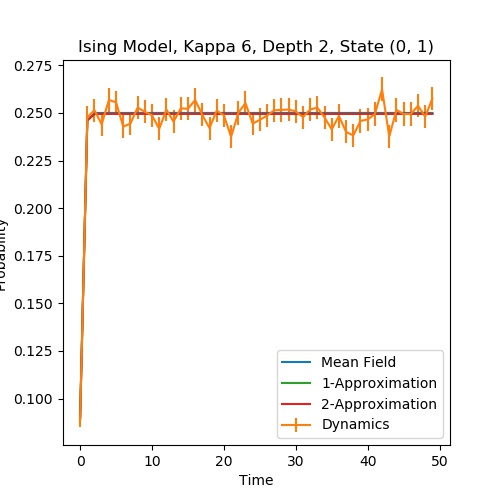 Ising Model, Kappa 6, Depth 2, State (0, 1)
0.275
0.250
0.225
0.200
0.175
0.150
0.125
0.100
Probability
Mean Field
1-Approximation
2-Approximation
Dynamics
0 10 20 30 40 50
Time